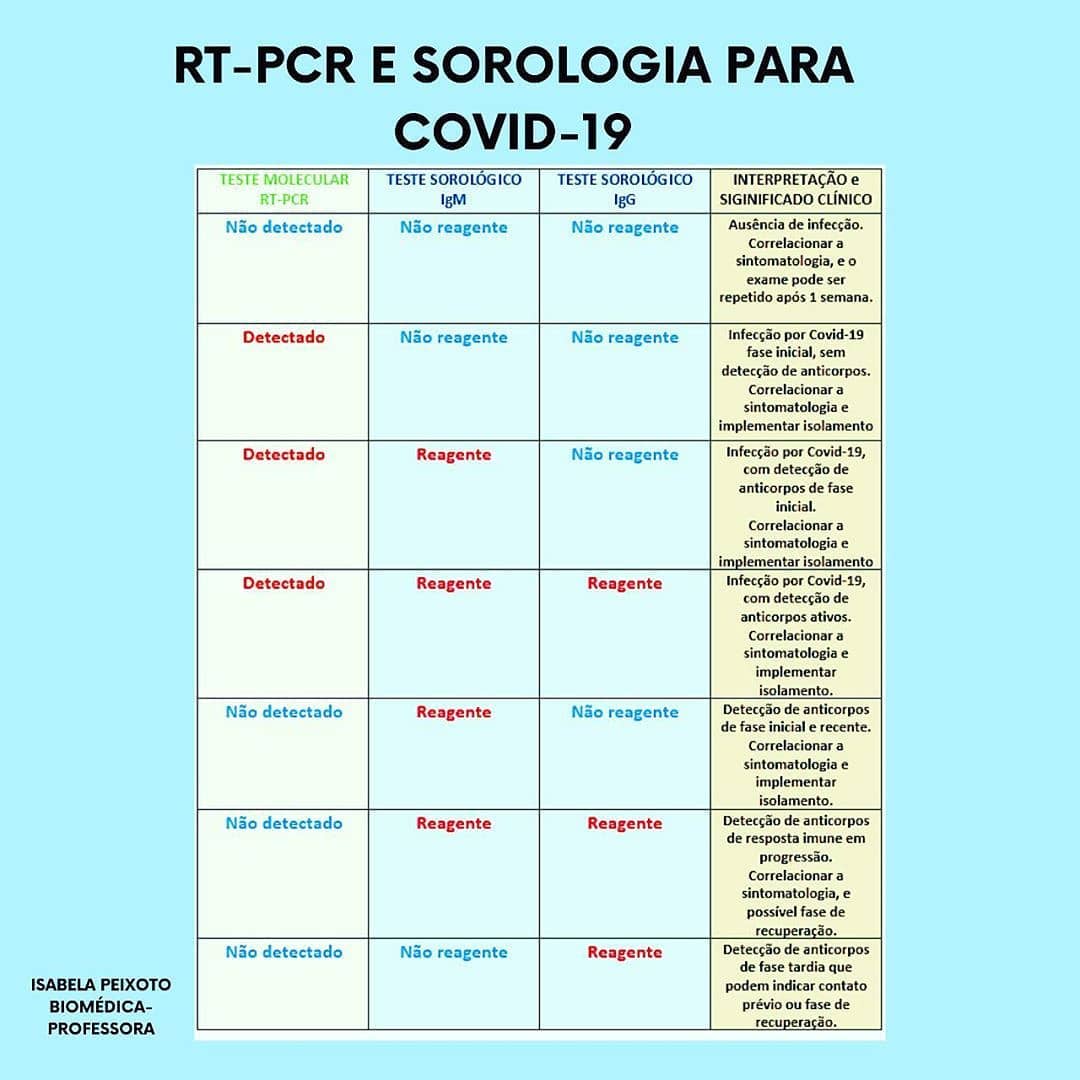 RT-PCR E SOROLOGIA PARA
COVID-19
TESTE MOLECULAR
RT-PCR
TESTE SOROLÓGICO
IgM
TESTE SOROLÓGICO
IgG
INTERPRETAÇÃO e
SIGINIFICADO CLÍNICO
Não detectado
Não reagente
Não reagente
Ausência de infecção.
Correlacionar a
sintomatologia, e o
exame pode ser
repetido após 1 semana.
Detectado
Não reagente
Não reagente
Infecção por Covid-19
fase inicial, sem
detecção de anticorpos.
Correlacionar a
sintomatologia e
implementar isolamento
Detectado
Reagente
Não reagente
Infecção por Covid-19,
com detecção de
anticorpos de fase
inicial.
Correlacionar a
sintomatologia e
implementar isolamento
Detectado
Reagente
Reagente
Infecção por Covid-19,
com detecção de
anticorpos ativos.
Correlacionar a
sintomatologia e
implementar
isolamento.
Não detectado
Reagente
Não reagente
Detecção de anticorpos
de fase inicial e recente.
Correlacionar a
sintomatologia e
implementar
isolamento.
Não detectado
Reagente
Reagente
Detecção de anticorpos
de resposta imune em
progressão.
Correlacionar a
sintomatologia, e
possível fase de
recuperação.
Não detectado
Não reagente
Reagente
Detecção de anticorpos
de fase tardia que
podem indicar contato
prévio ou fase de
recuperação.
ISABELA PEIXOTO
BIOMÉDICA-
PROFESSORA